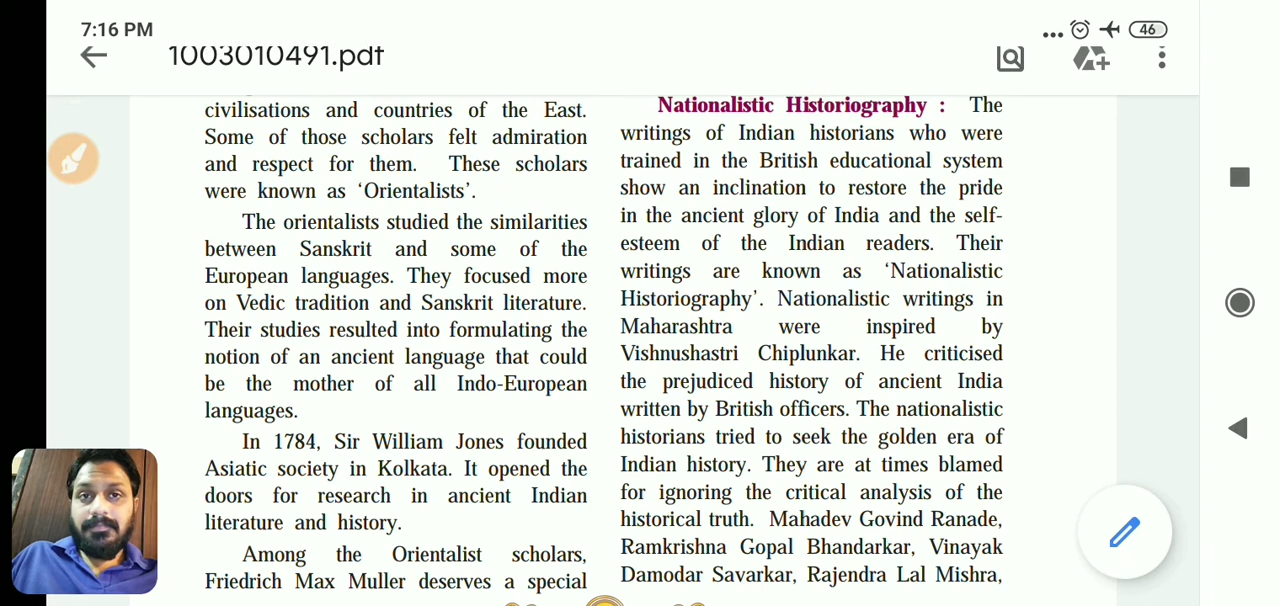 7:16 PM
46
1003010491.pdf
civilisations and countries of the East.
Some of those scholars felt admiration
and respect for them. These scholars
were known as ‘Orientalists’.
The orientalists studied the similarities
between Sanskrit and some of the
European languages. They focused more
on Vedic tradition and Sanskrit literature.
Their studies resulted into formulating the
notion of an ancient language that could
be the mother of all Indo-European
languages.
In 1784, Sir William Jones founded
Asiatic society in Kolkata. It opened the
doors for research in ancient Indian
literature and history.
Among the Orientalist scholars,
Friedrich Max Muller deserves a special
Nationalistic Historiography : The
writings of Indian historians who were
trained in the British educational system
show an inclination to restore the pride
in the ancient glory of India and the self-
esteem of the Indian readers. Their
writings are known as ‘Nationalistic
Historiography’. Nationalistic writings in
Maharashtra were inspired by
Vishnushastri Chiplunkar. He criticised
the prejudiced history of ancient India
written by British officers. The nationalistic
historians tried to seek the golden era of
Indian history. They are at times blamed
for ignoring the critical analysis of the
historical truth. Mahadev Govind Ranade,
Ramkrishna Gopal Bhandarkar, Vinayak
Damodar Savarkar, Rajendra Lal Mishra,